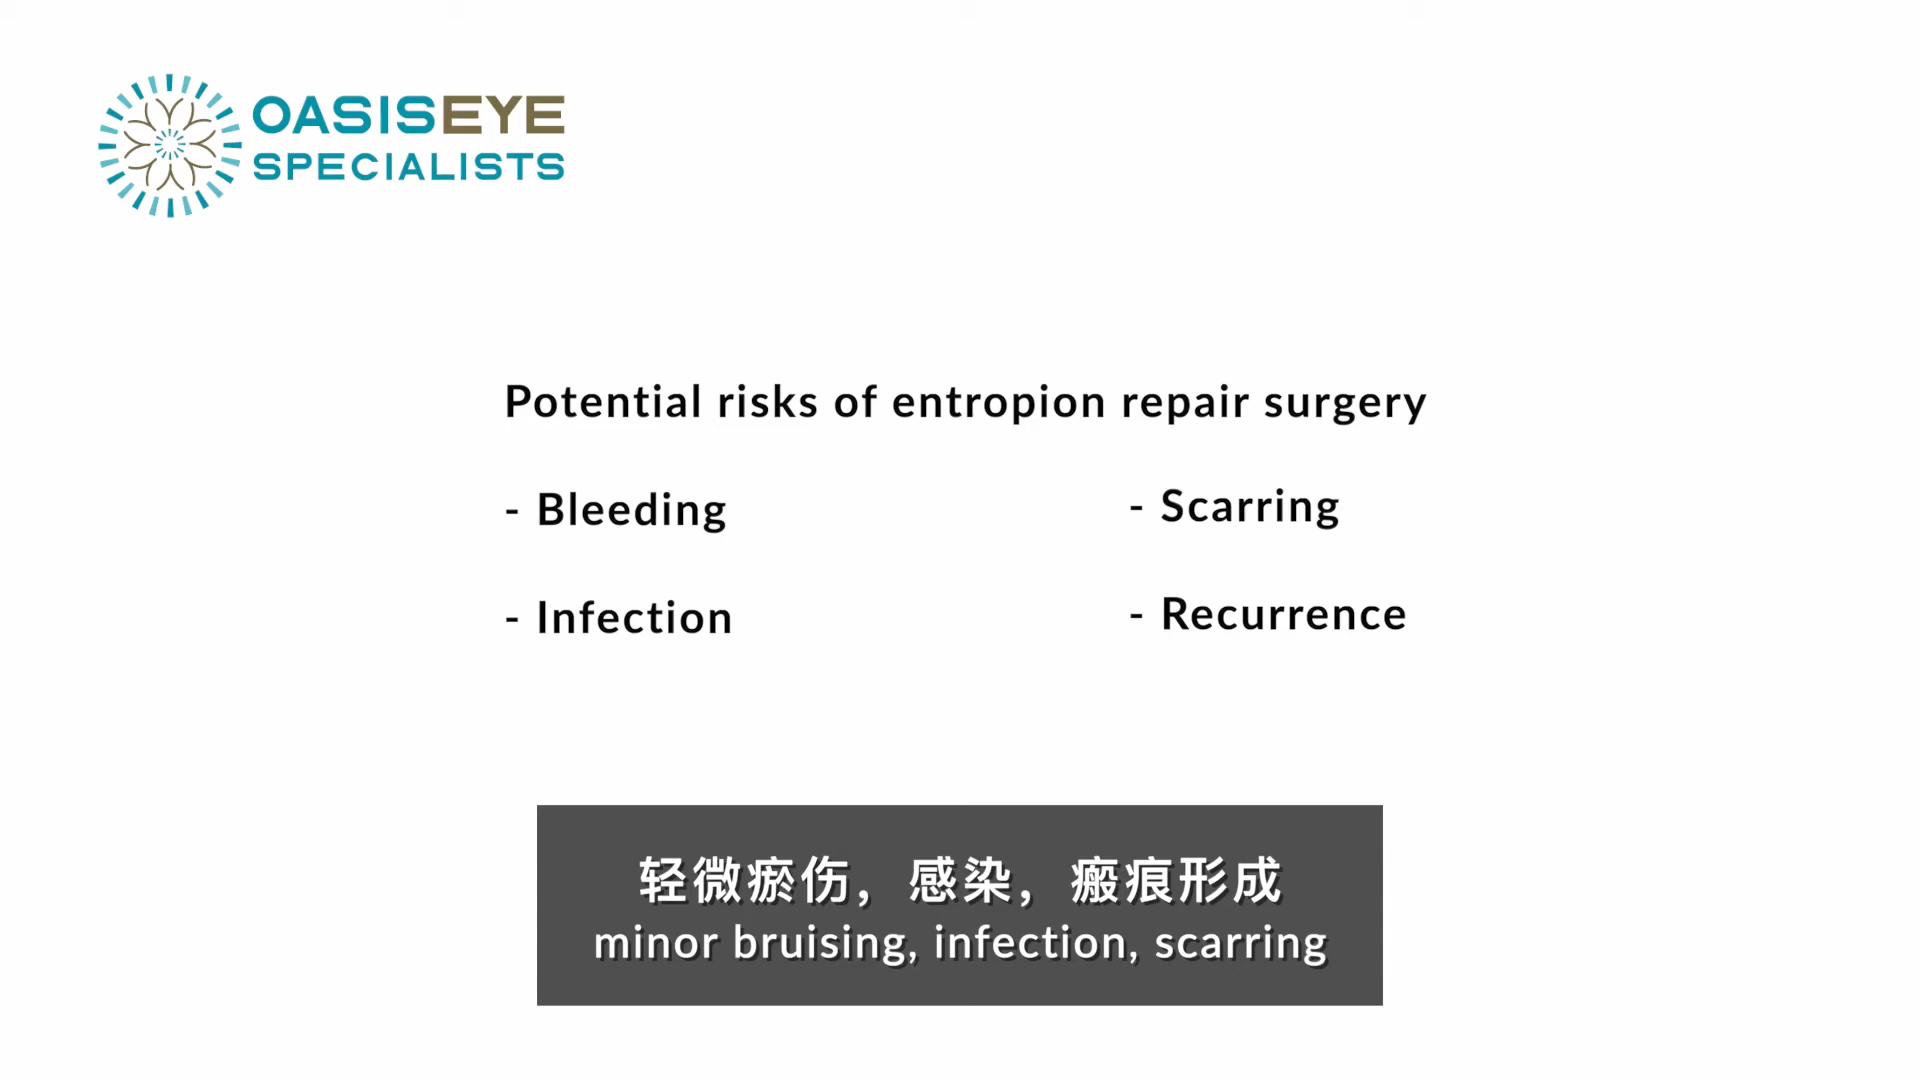 OASISEYE
SPECIALISTS
Potential risks of entropion repair surgery
- Bleeding
- Scarring
- Infection
- Recurrence
轻微瘀伤，感染，瘢痕形成
minor bruising, infection, scarring